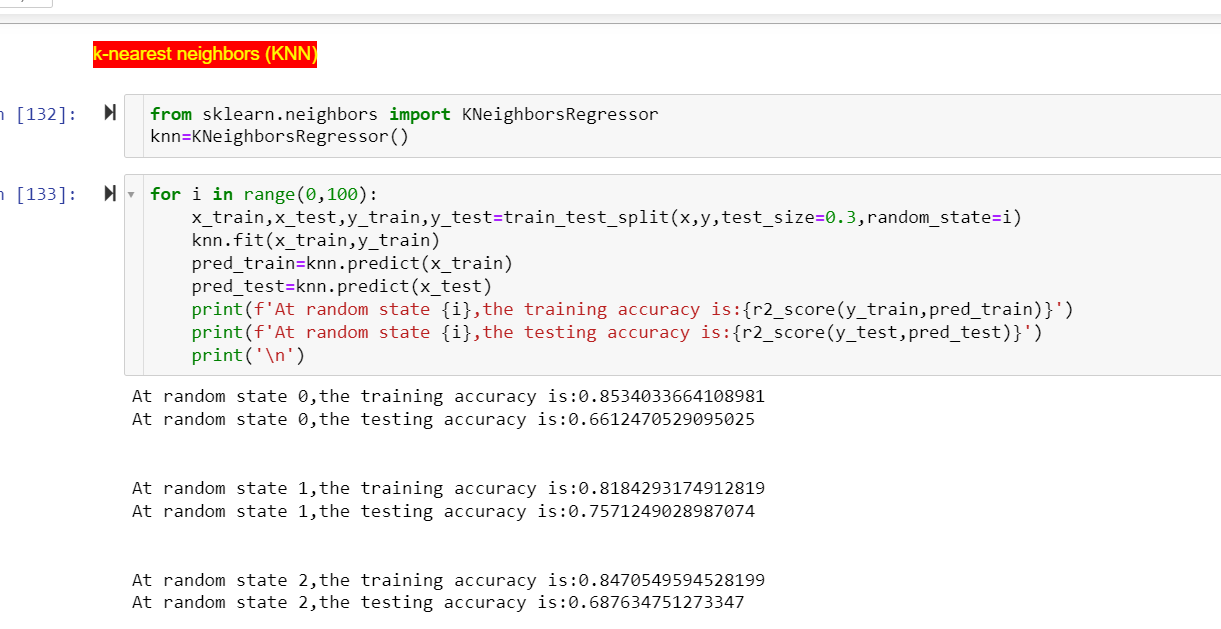 k-nearest neighbors (KNN)
[132]:
from sklearn.neighbors import KNeighborsRegressor
knn=KNeighborsRegressor()
[133]:
for i in range(0,100):
    x_train,x_test,y_train,y_test=train_test_split(x,y,test_size=0.3,random_state=i)
    knn.fit(x_train,y_train)
    pred_train=knn.predict(x_train)
    pred_test=knn.predict(x_test)
    print(f'At random state {i},the training accuracy is:{r2_score(y_train,pred_train)}')
    print(f'At random state {i},the testing accuracy is:{r2_score(y_test,pred_test)}')
    print('\n')
At random state 0,the training accuracy is:0.8534033664108981
At random state 0,the testing accuracy is:0.6612470529095025
At random state 1,the training accuracy is:0.8184293174912819
At random state 1,the testing accuracy is:0.7571249028987074
At random state 2,the training accuracy is:0.8470549594528199
At random state 2,the testing accuracy is:0.687634751273347